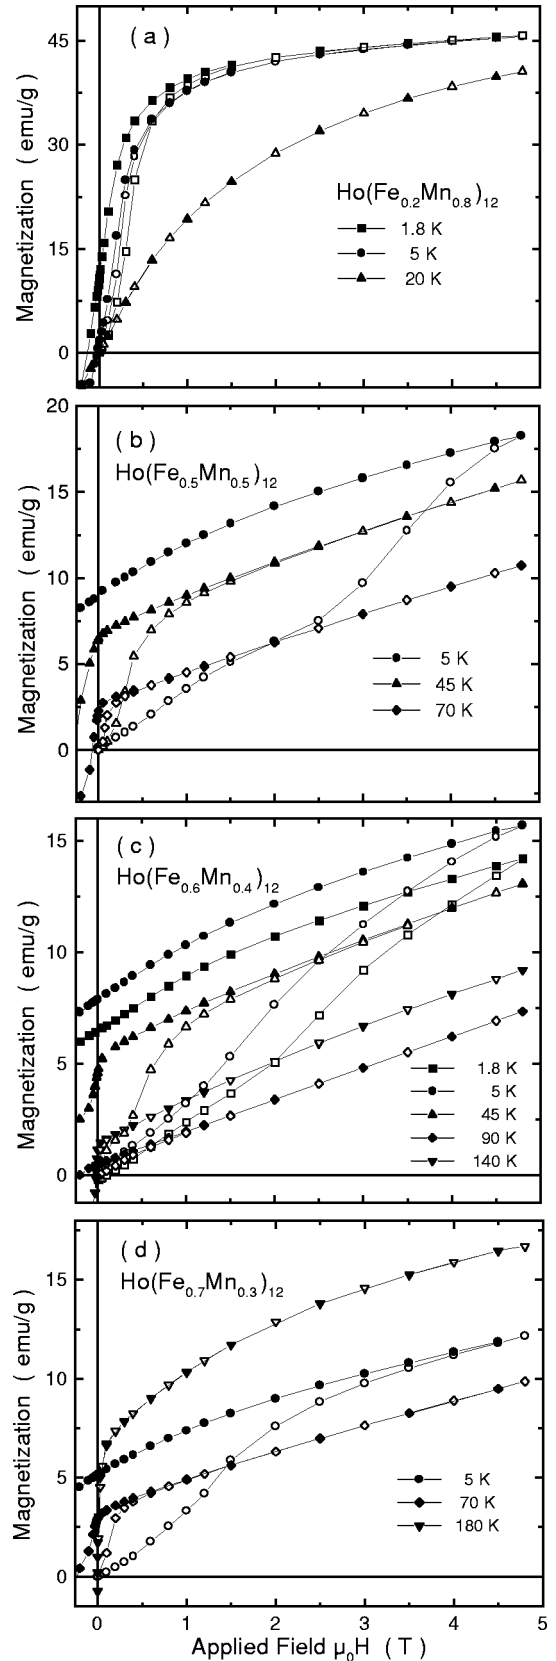 ( a )
45
30
15
0
Magnetization ( emu/g )
Ho(Fe0.2Mn0.8)12
1.8 K
5 K
20 K
( b )
Ho(Fe0.5Mn0.5)12
20
15
10
5
0
Magnetization ( emu/g )
5 K
45 K
70 K
( c )
Ho(Fe0.6Mn0.4)12
15
10
5
0
Magnetization ( emu/g )
1.8 K
5 K
45 K
90 K
140 K
( d )
Ho(Fe0.7Mn0.3)12
15
10
5
0
Magnetization ( emu/g )
5 K
70 K
180 K
0 1 2 3 4 5
Applied Field μ0H ( T )